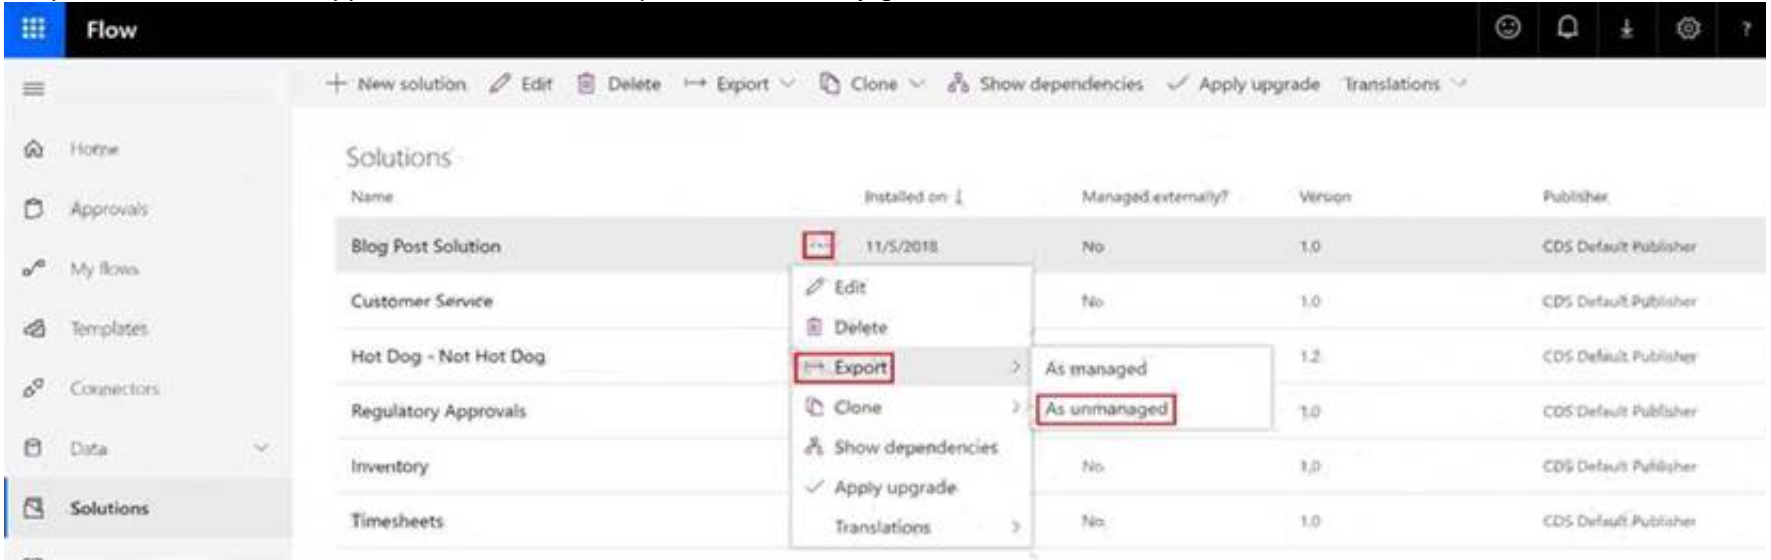 Flow
?
New solution Edit Delete Export Clone Show dependencies Apply upgrade Translations
Home
Approvals
My flows
Templates
Connectors
Data
Solutions
Solutions
Name Installed on ↓ Managed externally? Version Publisher
Blog Post Solution ... 11/5/2018 No 1.0 CDS Default Publisher
Customer Service No 1.0 CDS Default Publisher
Hot Dog - Not Hot Dog 1.2 CDS Default Publisher
Regulatory Approvals 1.0 CDS Default Publisher
Inventory No 1.0 CDS Default Publisher
Timesheets No 1.0 CDS Default Publisher
Edit
Delete
Export
Clone
Show dependencies
Apply upgrade
Translations
As managed
As unmanaged